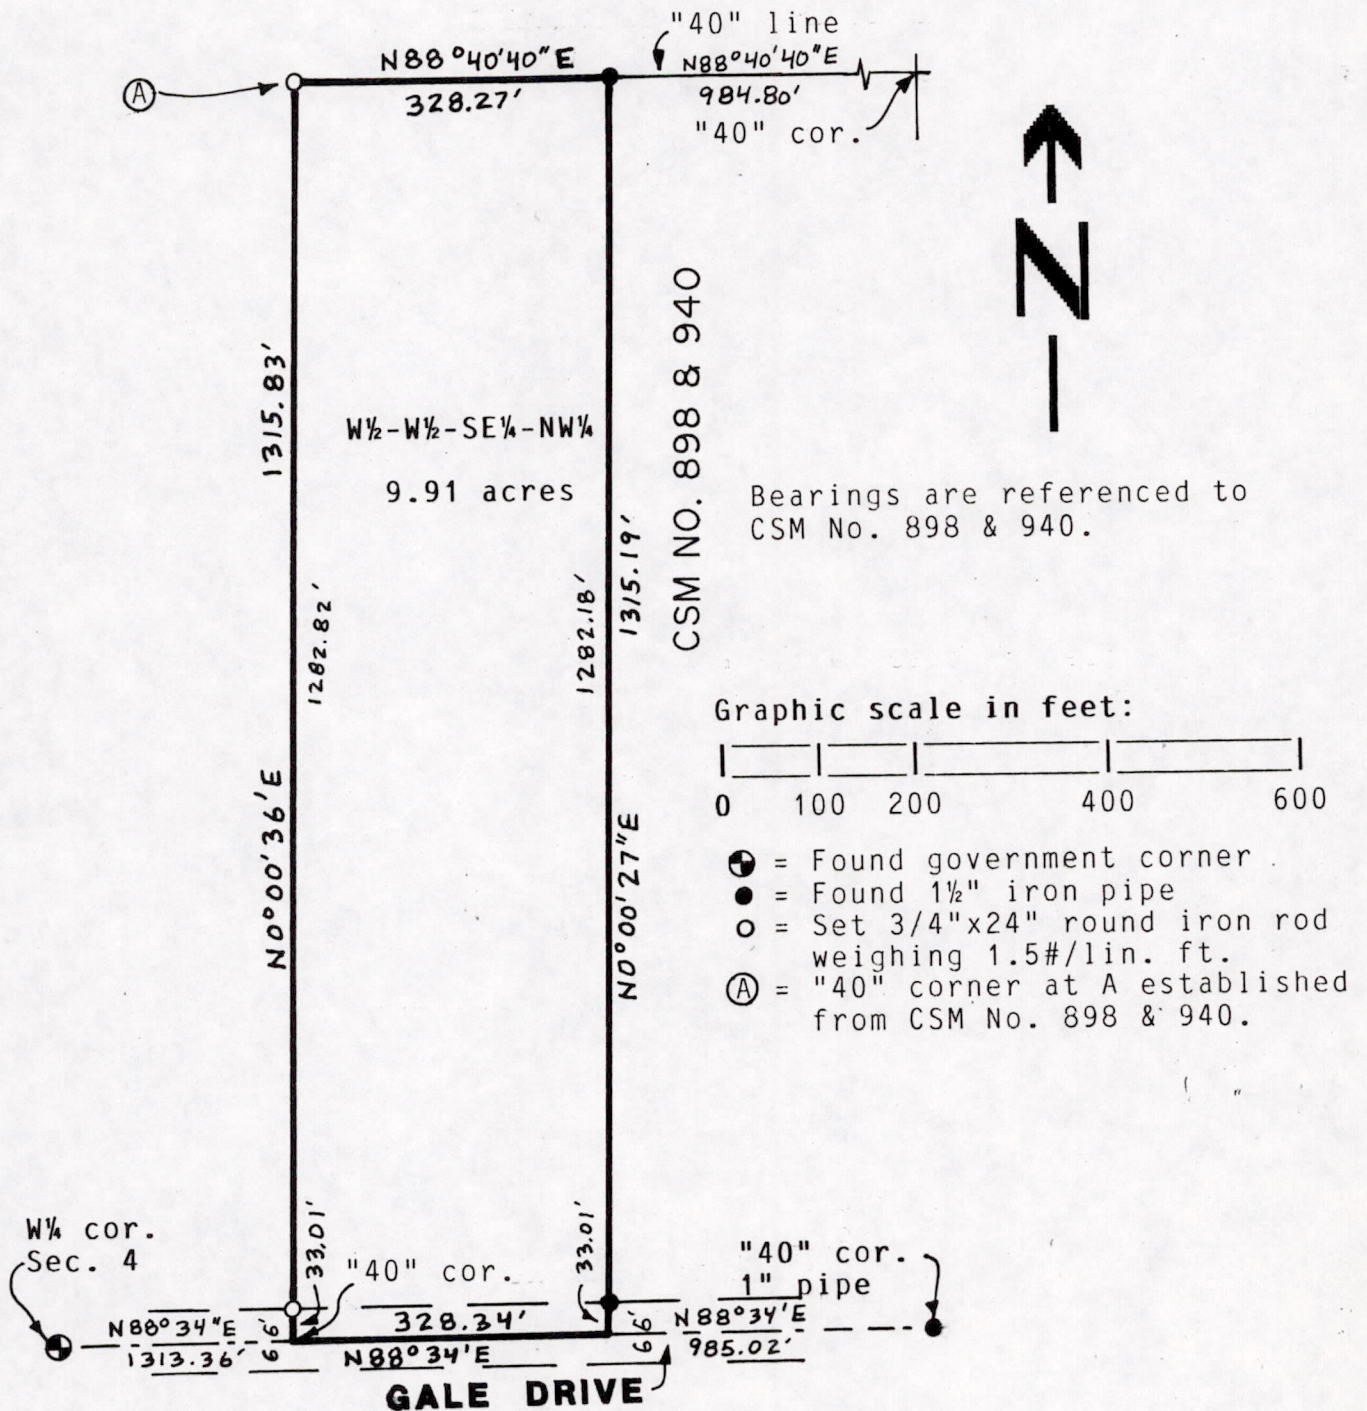 "40" line
N88°40'40"E
N88°40'40"E
A
328.27'
984.80'
"40" cor.
N
1315.83'
W½-W½-SE¼-NW¼
9.91 acres
CSM NO. 898 & 940
Bearings are referenced to
CSM No. 898 & 940.
1315.19'
1282.82'
1282.18'
Graphic scale in feet:
0 100 200 400 600
N0°00'36'E
N0°00'27"E
= Found government corner
= Found 1½" iron pipe
= Set 3/4"x24" round iron rod
weighing 1.5#/lin. ft.
A = "40" corner at A established
from CSM No. 898 & 940.
W¼ cor.
Sec. 4
33.01'
"40" cor.
33.01'
"40" cor.
1" pipe
N88°34"E
1313.36'
66'
328.34'
N88°34'E
66'
N88°34'E
985.02'
GALE DRIVE